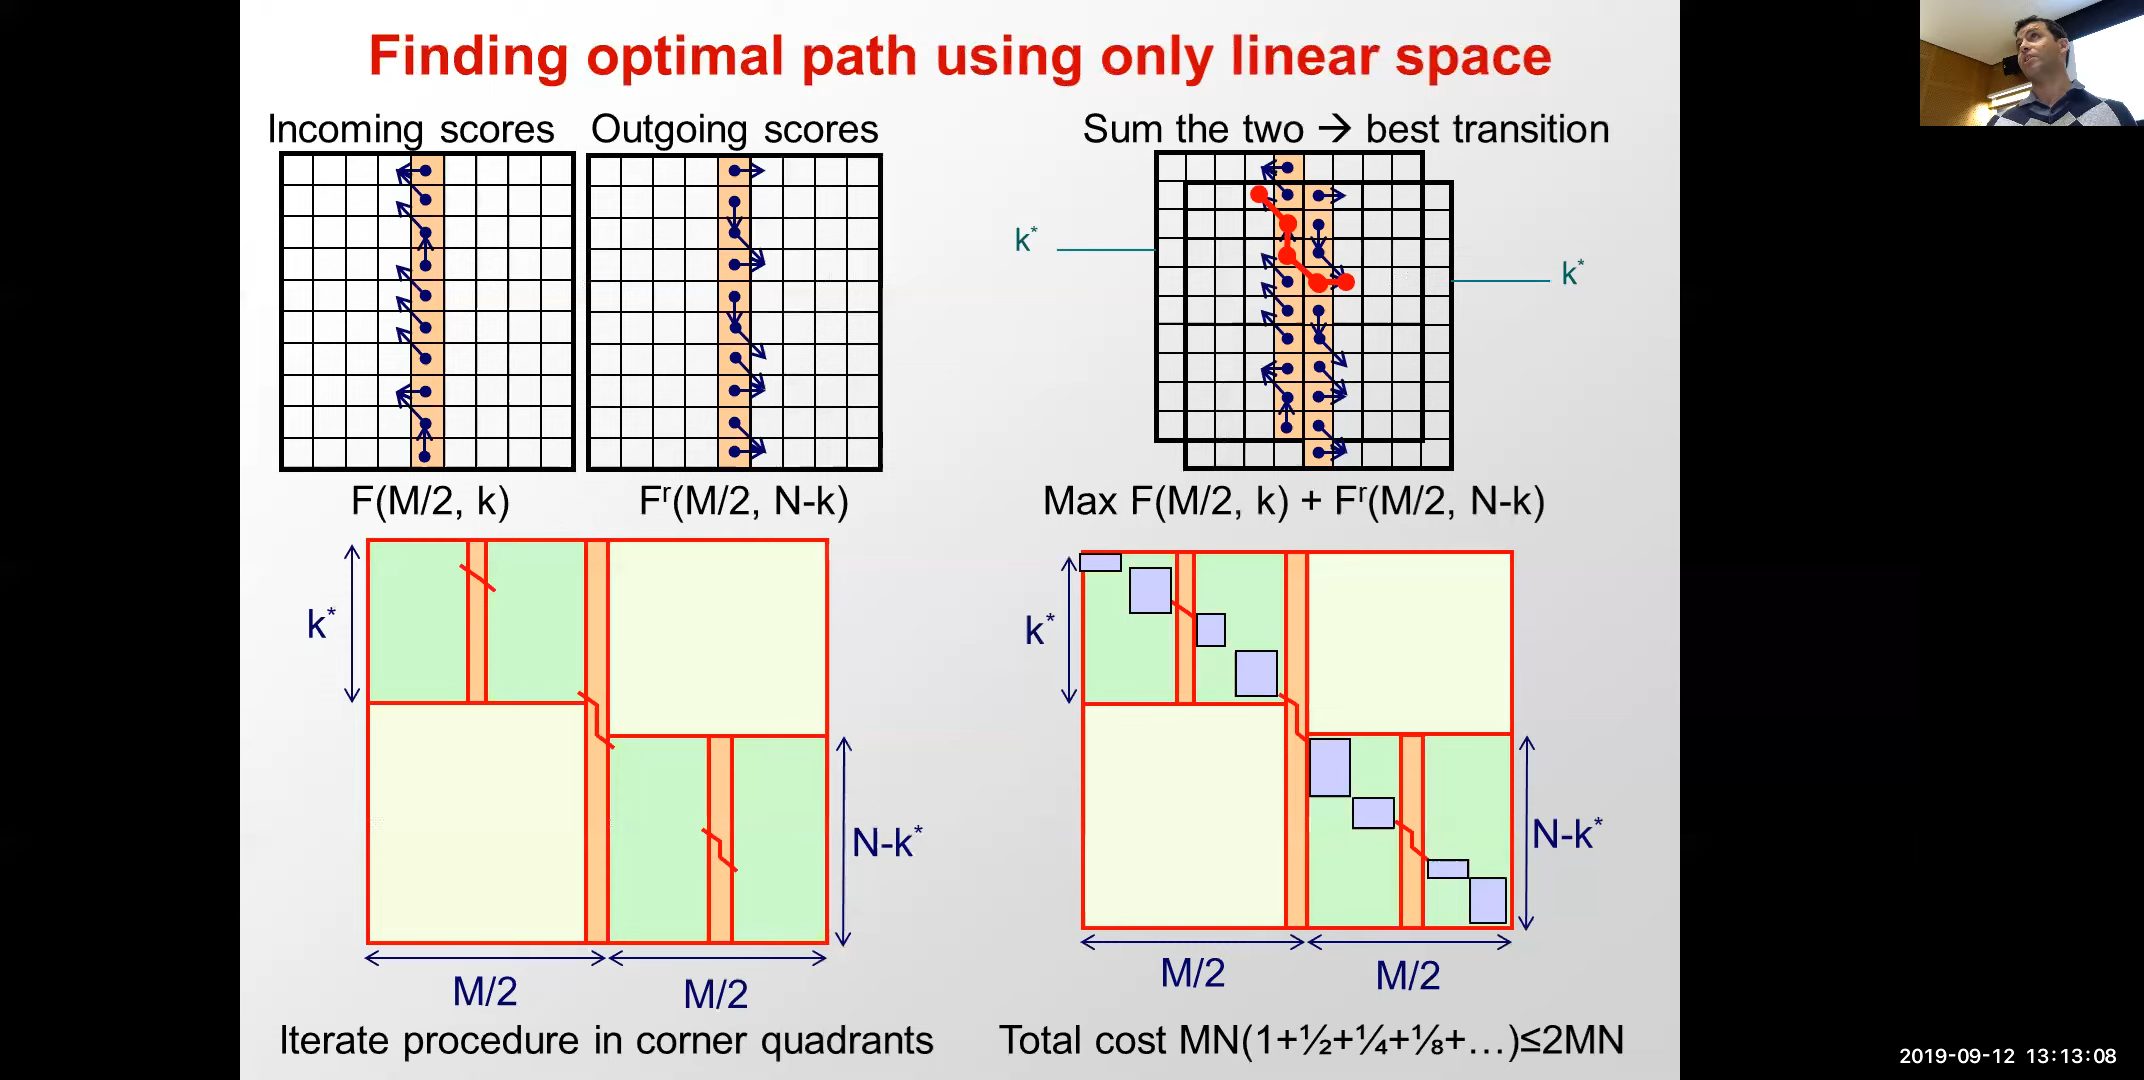 Finding optimal path using only linear space
Incoming scores
Outgoing scores
Sum the two → best transition
k*
k*
F(M/2, k)
Fʳ(M/2, N-k)
Max F(M/2, k) + Fʳ(M/2, N-k)
k*
N-k*
M/2
M/2
k*
N-k*
M/2
M/2
Iterate procedure in corner quadrants
Total cost MN(1+½+¼+⅛+…)≤2MN
2019-09-12 13:13:08